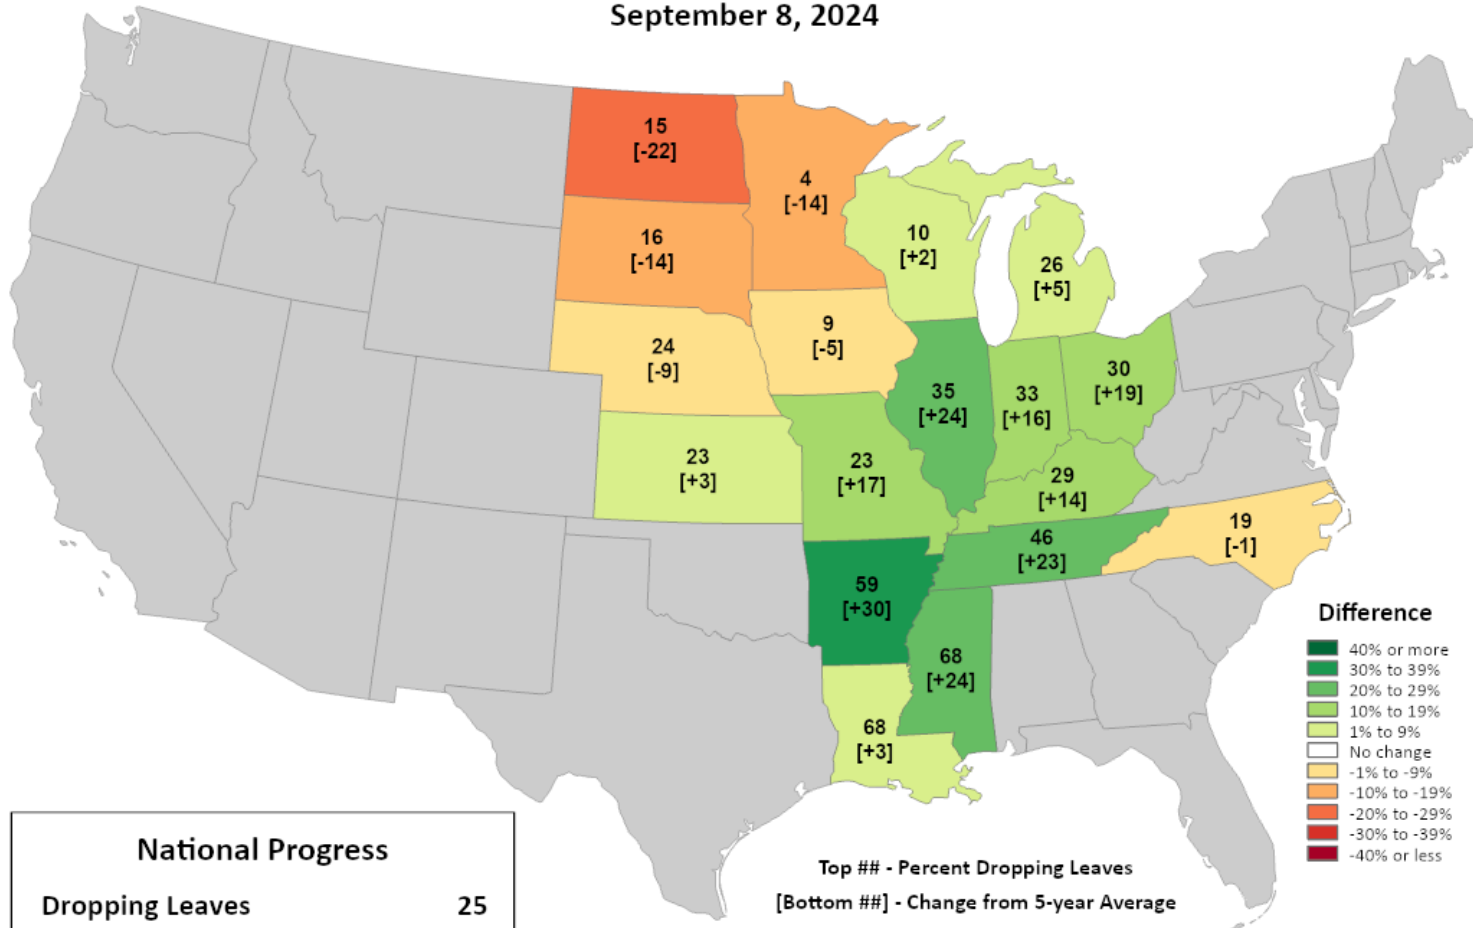 September 8, 2024
15
[-22]
4
[-14]
16
[-14]
10
[+2]
26
[+5]
24
[-9]
9
[-5]
35
[+24]
33
[+16]
30
[+19]
23
[+3]
23
[+17]
29
[+14]
46
[+23]
19
[-1]
59
[+30]
68
[+24]
68
[+3]
Difference
40% or more
30% to 39%
20% to 29%
10% to 19%
1% to 9%
No change
-1% to -9%
-10% to -19%
-20% to -29%
-30% to -39%
-40% or less
National Progress
Dropping Leaves 25
Top ## - Percent Dropping Leaves
[Bottom ##] - Change from 5-year Average